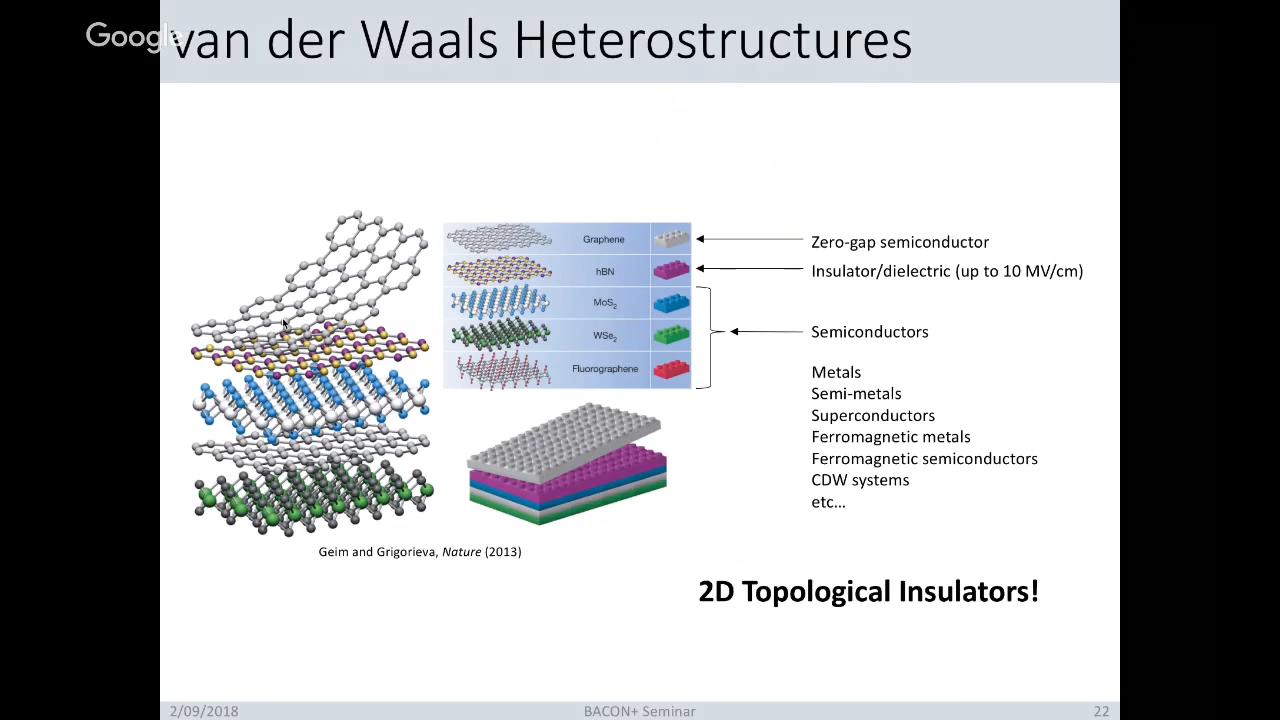 Google
van der Waals Heterostructures
Graphene
hBN
MoS₂
WSe₂
Fluorographene
Zero-gap semiconductor
Insulator/dielectric (up to 10 MV/cm)
Semiconductors
Metals
Semi-metals
Superconductors
Ferromagnetic metals
Ferromagnetic semiconductors
CDW systems
etc…
Geim and Grigorieva, Nature (2013)
2D Topological Insulators!
2/09/2018
BACON+ Seminar
22